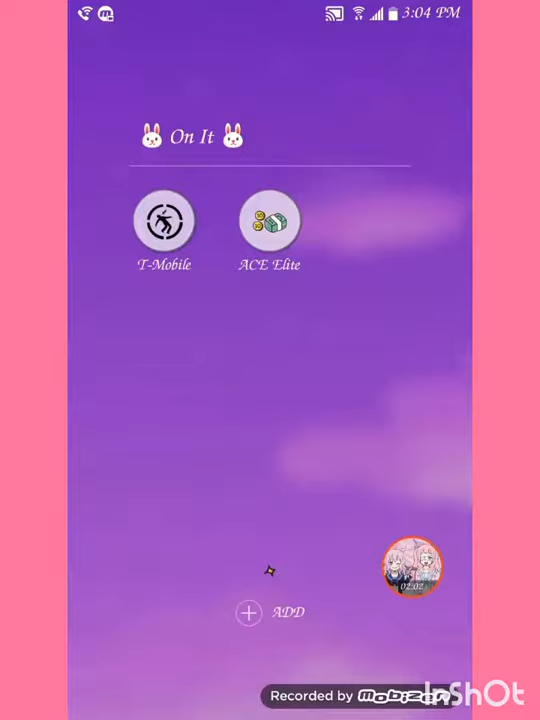 3:04 PM
On It
T-Mobile
ACE Elite
02:02
ADD
Recorded by mobizen
InShOt